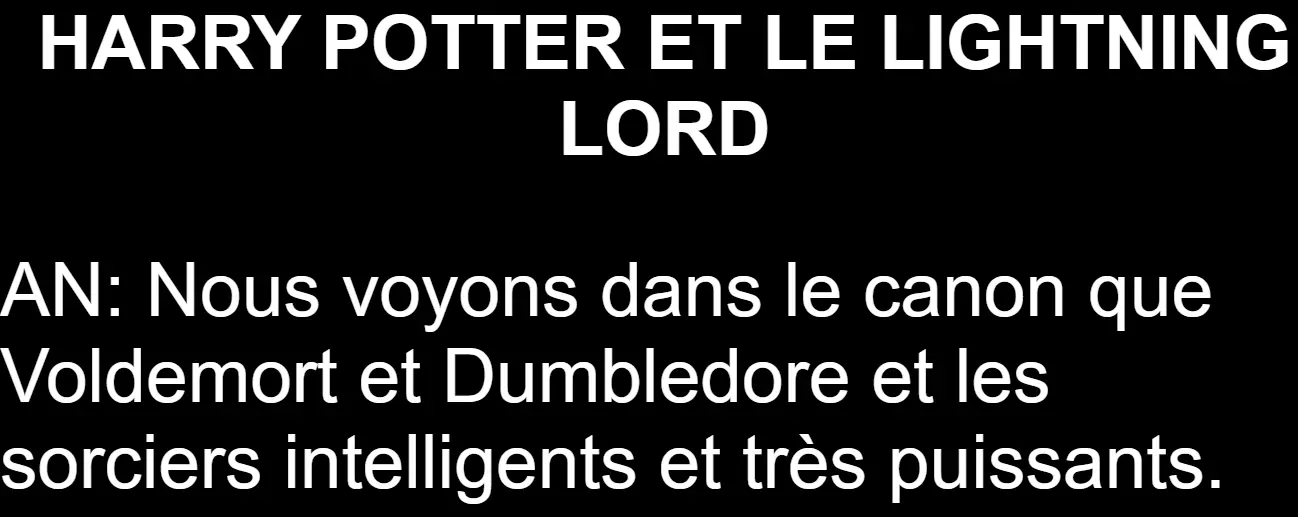 HARRY POTTER ET LE LIGHTNING
LORD
AN: Nous voyons dans le canon que
Voldemort et Dumbledore et les
sorciers intelligents et très puissants.